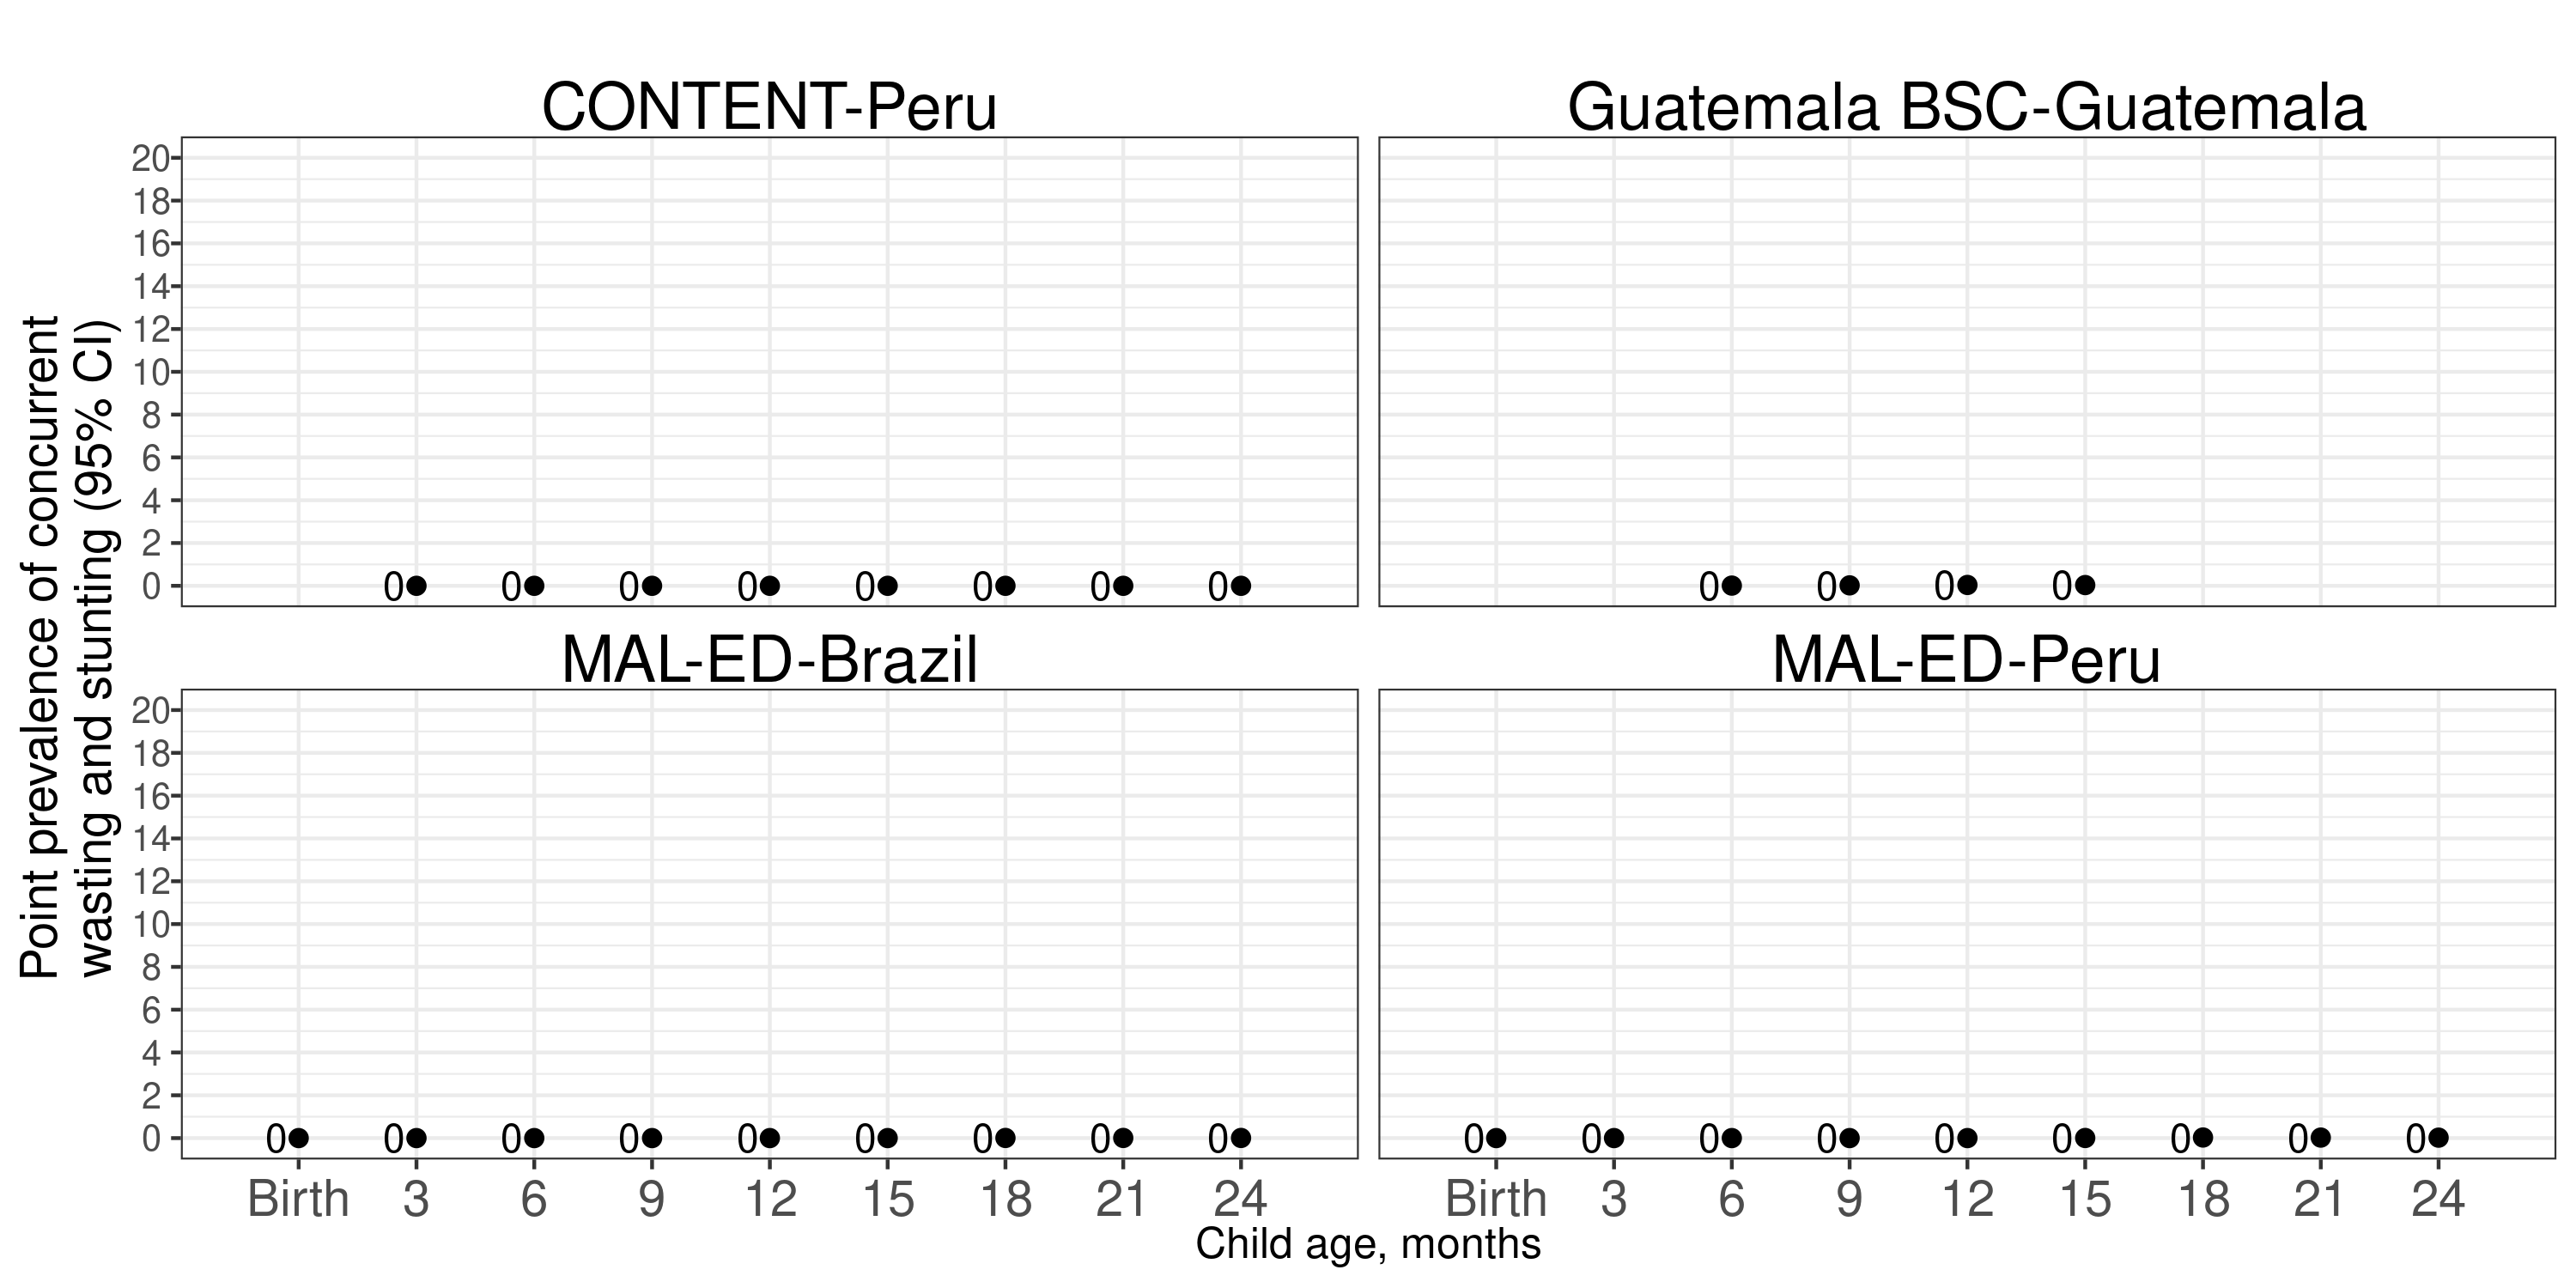 CONTENT-Peru
Guatemala BSC-Guatemala
Point prevalence of concurrent
wasting and stunting (95% CI)
20
18
16
14
12
10
8
6
4
2
0
0 0 0 0 0 0 0 0
0 0 0 0
MAL-ED-Brazil
MAL-ED-Peru
20
18
16
14
12
10
8
6
4
2
0
0 0 0 0 0 0 0 0 0
0 0 0 0 0 0 0 0 0
Birth 3 6 9 12 15 18 21 24
Birth 3 6 9 12 15 18 21 24
Child age, months